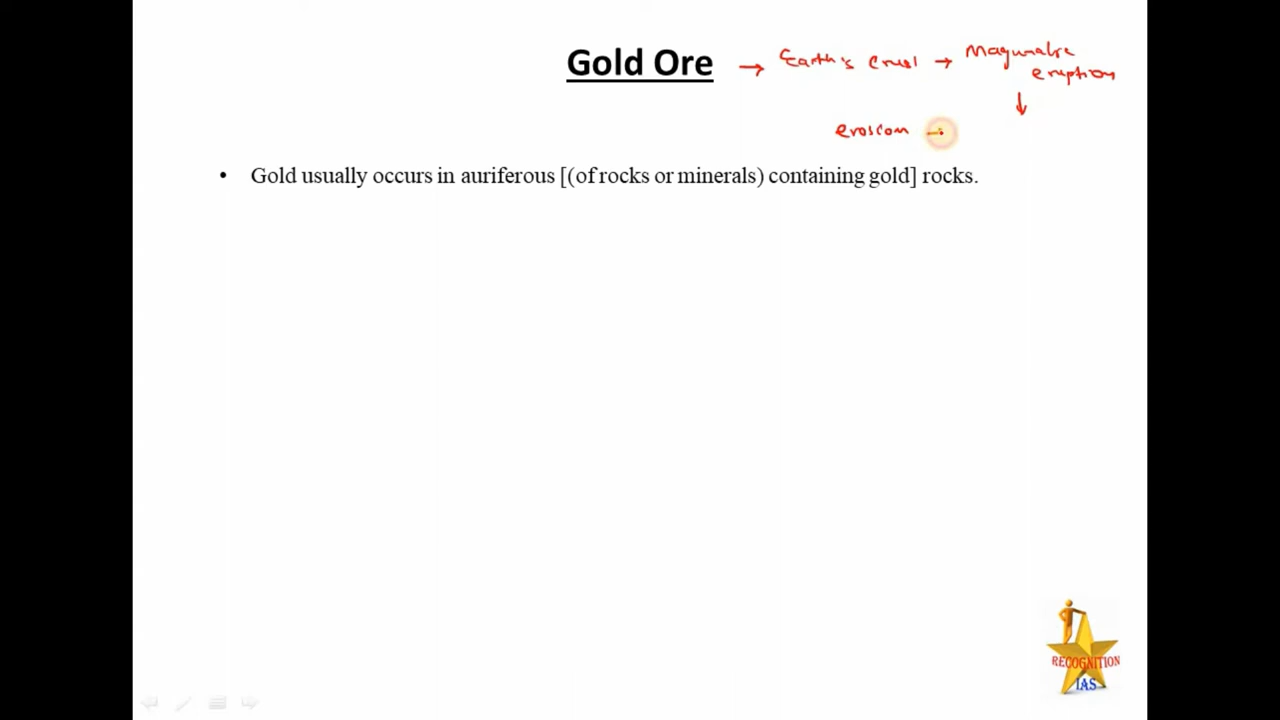 Gold Ore → Earth's crust → Magmatic
eruption
↓
erosion →
• Gold usually occurs in auriferous [(of rocks or minerals) containing gold] rocks.
RECOGNITION
IAS